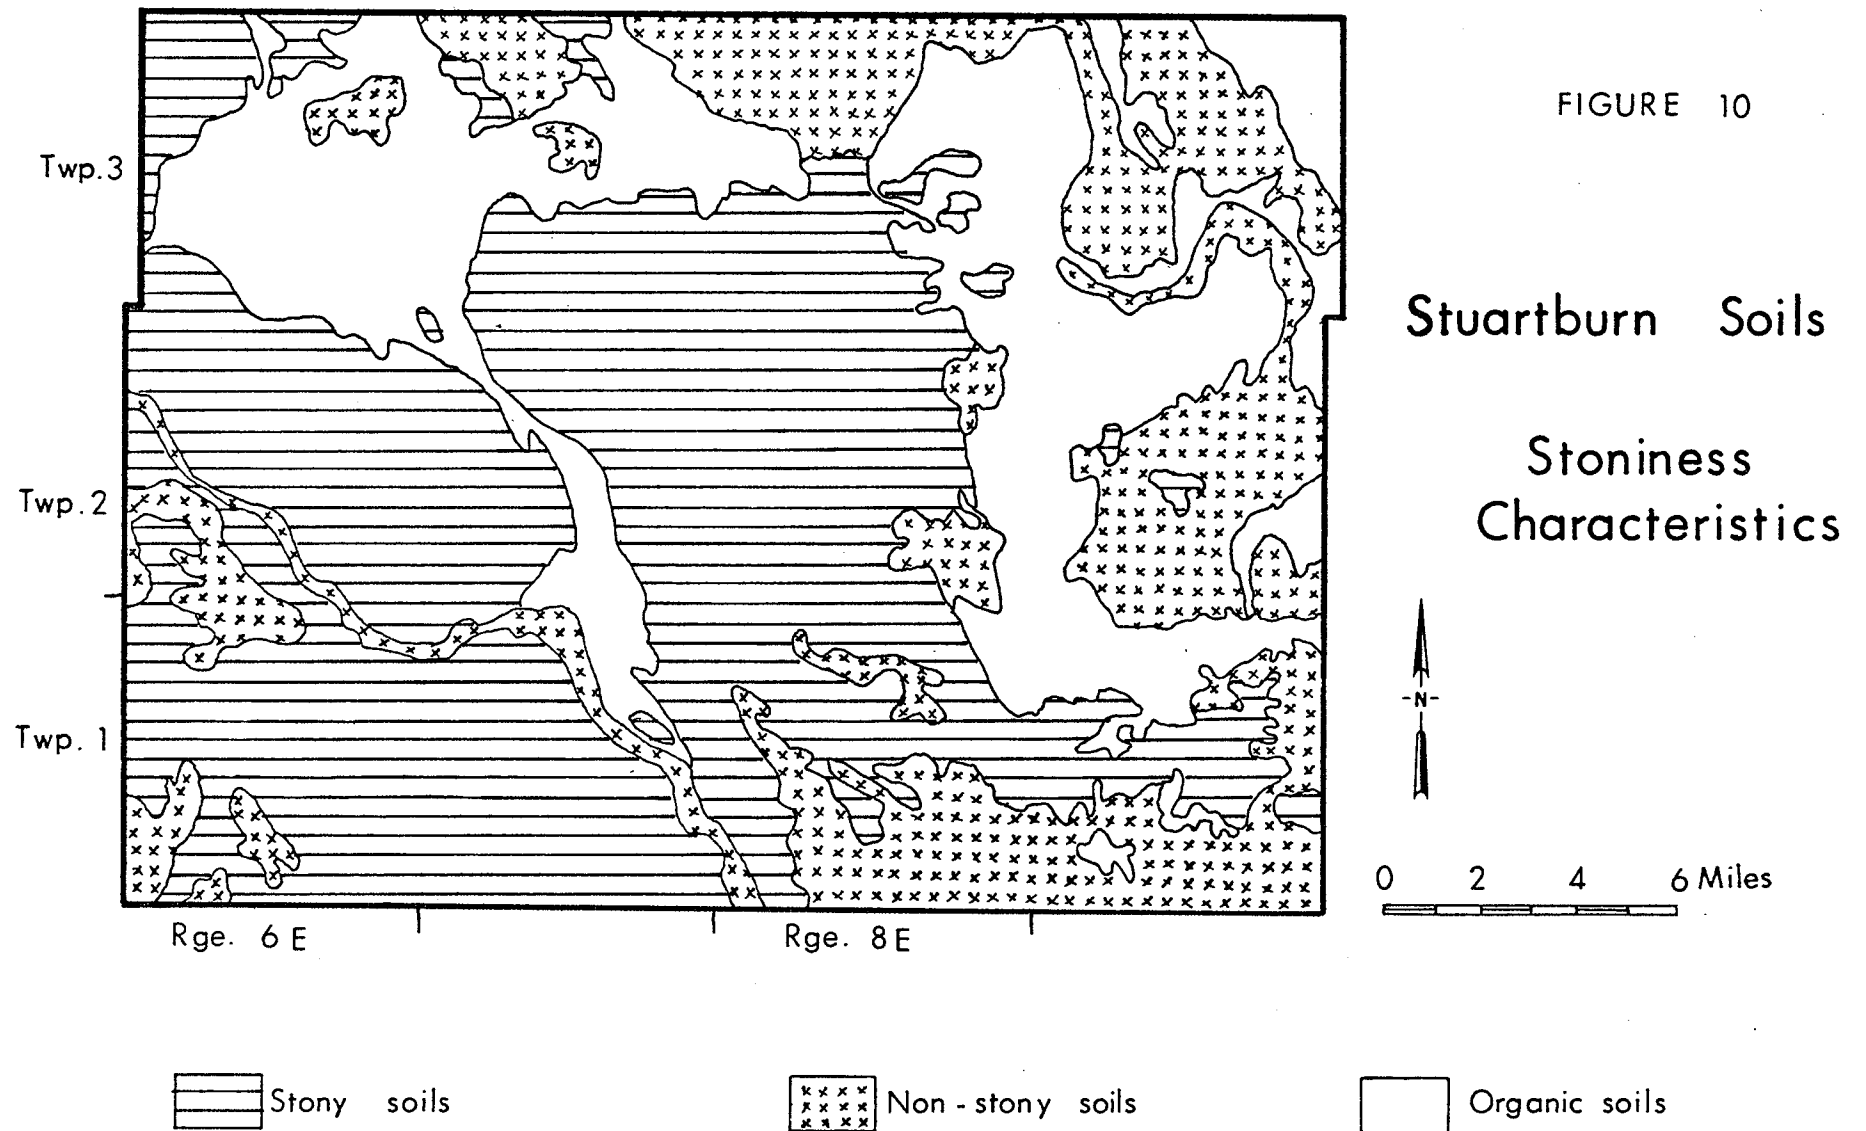 FIGURE 10
Twp.3
Stuartburn Soils
Stoniness
Characteristics
Twp.2
-N-
Twp. 1
0 2 4 6 Miles
Rge. 6 E
Rge. 8 E
Stony soils
Non-stony soils
Organic soils